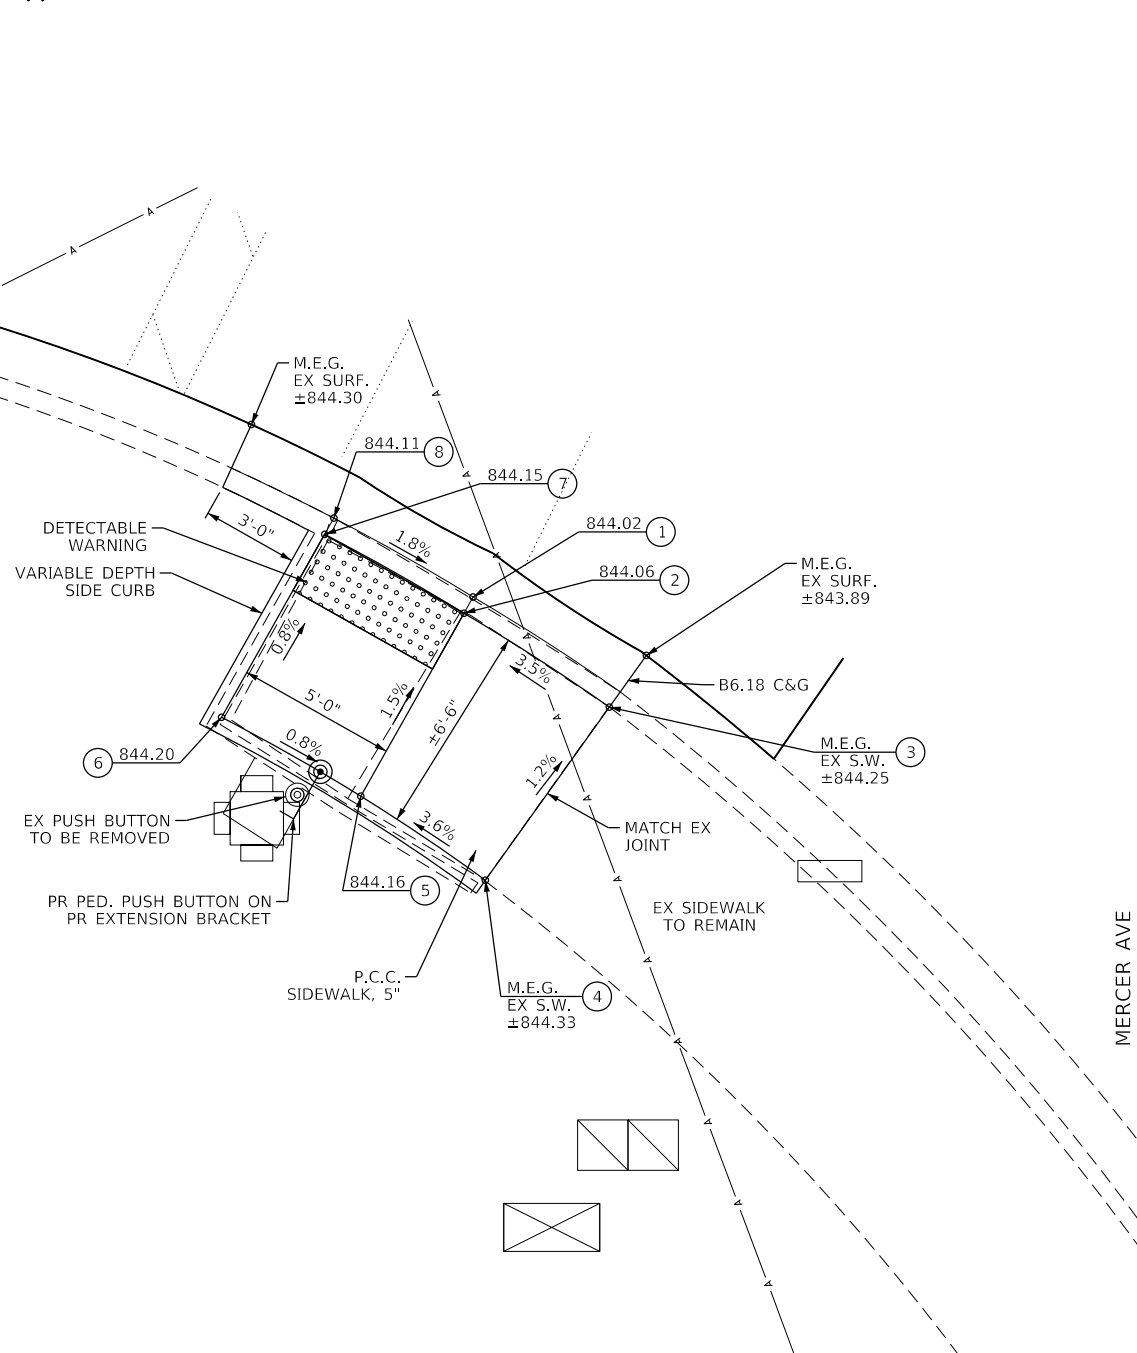 M.E.G.
EX SURF.
±844.30
844.11
8
844.15
7
844.02
1
844.06
2
M.E.G.
EX SURF.
±843.89
DETECTABLE
WARNING
VARIABLE DEPTH
SIDE CURB
3'-0"
1.8%
0.8%
3.5%
B6.18 C&G
5'-0"
1.5%
±6'-6"
0.8%
1.2%
3.6%
6
844.20
M.E.G.
EX S.W.
±844.25
3
EX PUSH BUTTON
TO BE REMOVED
MATCH EX
JOINT
PR PED. PUSH BUTTON ON
PR EXTENSION BRACKET
844.16
5
EX SIDEWALK
TO REMAIN
P.C.C.
SIDEWALK, 5"
M.E.G.
EX S.W.
±844.33
4
MERCER AVE
A
A
A
A
A
A
A
A
A
A
A
A
A